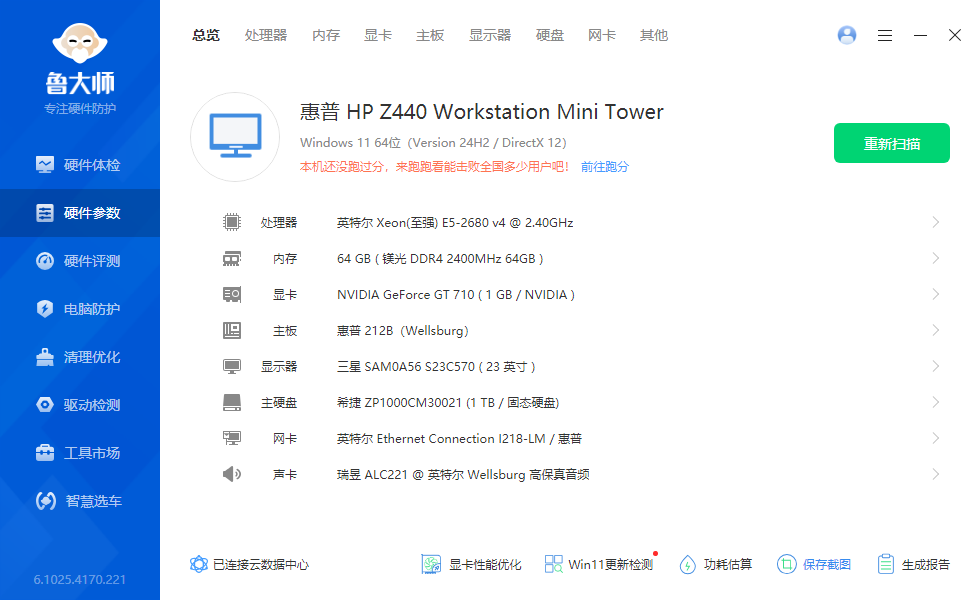 鲁大师
专注硬件防护
硬件体检
硬件参数
硬件评测
电脑防护
清理优化
驱动检测
工具市场
智慧选车
6.1025.4170.221
总览 处理器 内存 显卡 主板 显示器 硬盘 网卡 其他
惠普 HP Z440 Workstation Mini Tower
Windows 11 64位（Version 24H2 / DirectX 12）
本机还没跑过分，来跑跑看能击败全国多少用户吧！ 前往跑分
重新扫描
处理器 英特尔 Xeon(至强) E5-2680 v4 @ 2.40GHz
内存 64 GB ( 镁光 DDR4 2400MHz 64GB )
显卡 NVIDIA GeForce GT 710 ( 1 GB / NVIDIA )
主板 惠普 212B（Wellsburg）
显示器 三星 SAM0A56 S23C570 ( 23 英寸 )
主硬盘 希捷 ZP1000CM30021 (1 TB / 固态硬盘)
网卡 英特尔 Ethernet Connection I218-LM / 惠普
声卡 瑞昱 ALC221 @ 英特尔 Wellsburg 高保真音频
已连接云数据中心 显卡性能优化 Win11更新检测 功耗估算 保存截图 生成报告